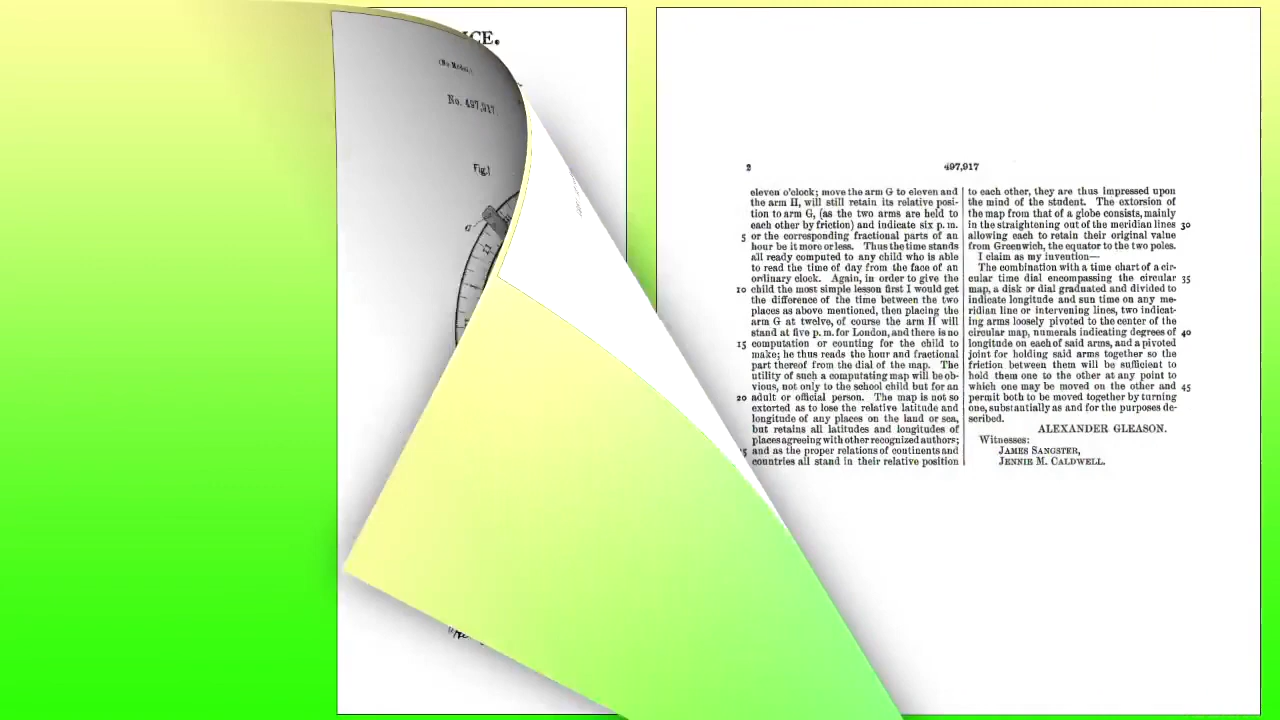 (No Model.)
No. 497,917.
Fig.1
2
497,917
eleven o'clock; move the arm G to eleven and
the arm H, will still retain its relative posi-
tion to arm G, (as the two arms are held to
each other by friction) and indicate six p. m.
5 or the corresponding fractional parts of an
hour be it more or less. Thus the time stands
all ready computed to any child who is able
to read the time of day from the face of an
ordinary clock. Again, in order to give the
10 child the most simple lesson first I would get
the difference of the time between the two
places as above mentioned, then placing the
arm G at twelve, of course the arm H will
stand at five p. m. for London, and there is no
15 computation or counting for the child to
make; he thus reads the hour and fractional
part thereof from the dial of the map. The
utility of such a computating map will be ob-
vious, not only to the school child but for an
20 adult or official person. The map is not so
extorted as to lose the relative latitude and
longitude of any places on the land or sea,
but retains all latitudes and longitudes of
places agreeing with other recognized authors;
and as the proper relations of continents and
countries all stand in their relative position
to each other, they are thus impressed upon
the mind of the student. The extorsion of
the map from that of a globe consists, mainly
in the straightening out of the meridian lines 30
allowing each to retain their original value
from Greenwich, the equator to the two poles.
I claim as my invention—
The combination with a time chart of a cir-
cular time dial encompassing the circular 35
map, a disk or dial graduated and divided to
indicate longitude and sun time on any me-
ridian line or intervening lines, two indicat-
ing arms loosely pivoted to the center of the
circular map, numerals indicating degrees of 40
longitude on each of said arms, and a pivoted
joint for holding said arms together so the
friction between them will be sufficient to
hold them one to the other at any point to
which one may be moved on the other and 45
permit both to be moved together by turning
one, substantially as and for the purposes de-
scribed.
ALEXANDER GLEASON.
Witnesses:
JAMES SANGSTER,
JENNIE M. CALDWELL.